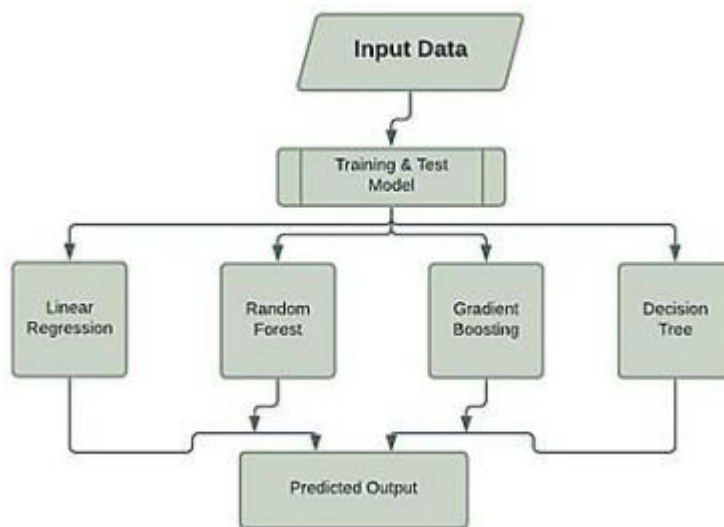 Input Data
Training & Test
Model
Linear
Regression
Random
Forest
Gradient
Boosting
Decision
Tree
Predicted Output